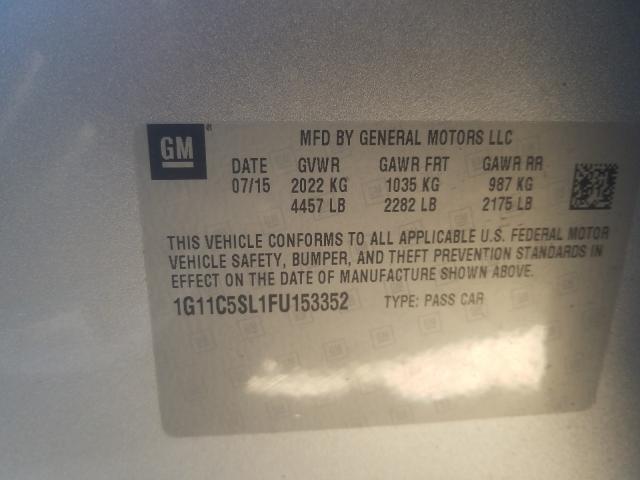 GM
MFD BY GENERAL MOTORS LLC
DATE GVWR GAWR FRT GAWR RR
07/15 2022 KG 1035 KG 987 KG
4457 LB 2282 LB 2175 LB
THIS VEHICLE CONFORMS TO ALL APPLICABLE U.S. FEDERAL MOTOR
VEHICLE SAFETY, BUMPER, AND THEFT PREVENTION STANDARDS IN
EFFECT ON THE DATE OF MANUFACTURE SHOWN ABOVE.
1G11C5SL1FU153352 TYPE: PASS CAR